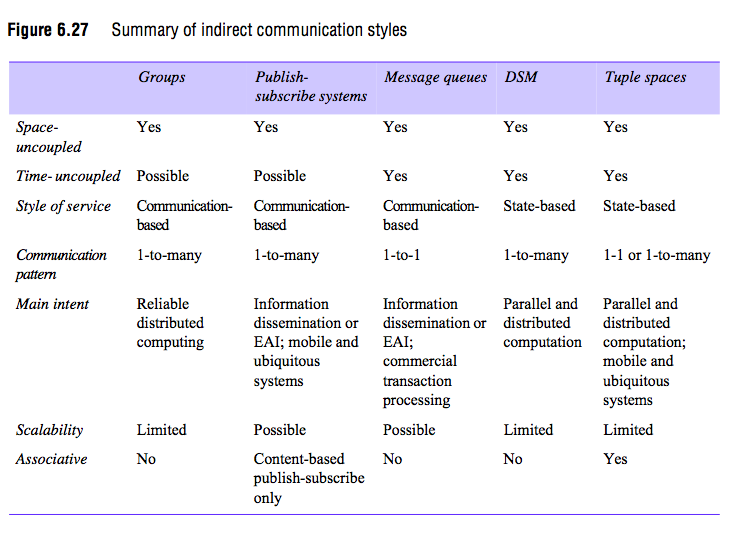 Figure 6.27 Summary of indirect communication styles
Groups Publish- Message queues DSM Tuple spaces
subscribe systems
Space- Yes Yes Yes Yes Yes
uncoupled
Time- uncoupled Possible Possible Yes Yes Yes
Style of service Communication- Communication- Communication- State-based State-based
based based based
Communication 1-to-many 1-to-many 1-to-1 1-to-many 1-1 or 1-to-many
pattern
Main intent Reliable Information Information Parallel and Parallel and
distributed dissemination or dissemination or distributed distributed
computing EAI; mobile and EAI; computation computation;
ubiquitous commercial mobile and
systems transaction ubiquitous
processing systems
Scalability Limited Possible Possible Limited Limited
Associative No Content-based No No Yes
publish-subscribe
only